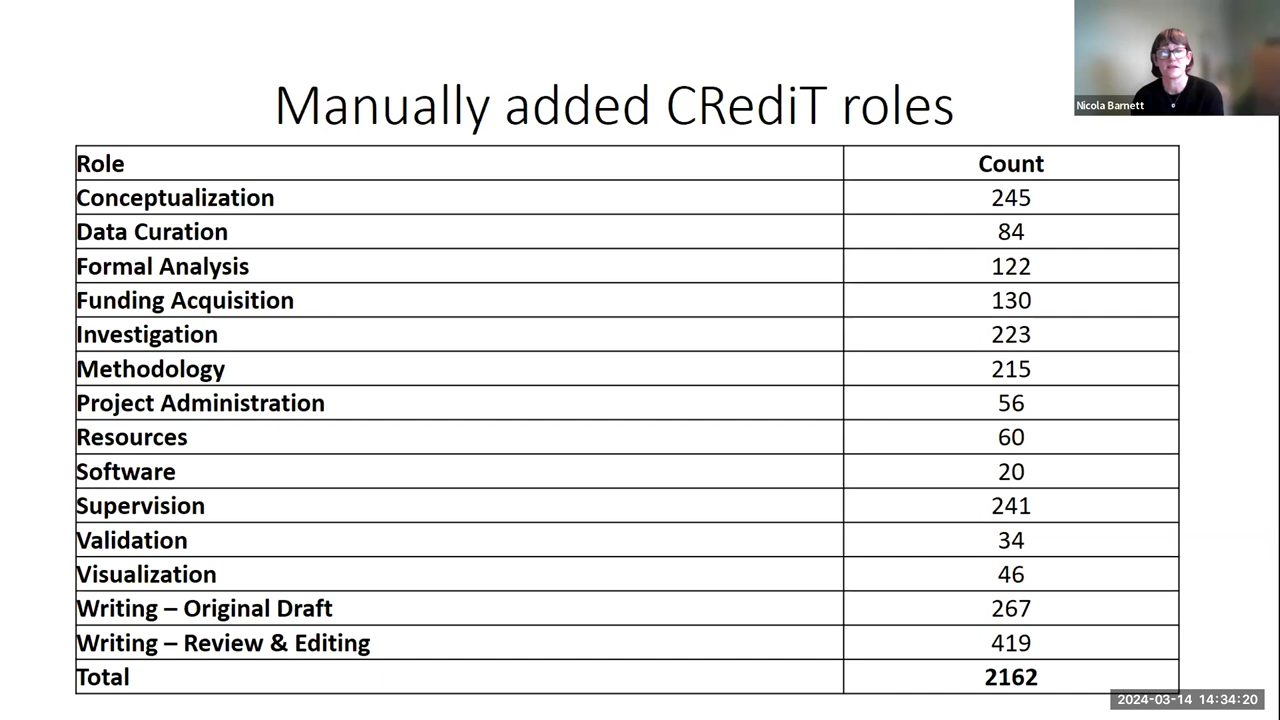 Manually added CRediT roles
Nicola Barnett
Role Count
Conceptualization 245
Data Curation 84
Formal Analysis 122
Funding Acquisition 130
Investigation 223
Methodology 215
Project Administration 56
Resources 60
Software 20
Supervision 241
Validation 34
Visualization 46
Writing – Original Draft 267
Writing – Review & Editing 419
Total 2162
2024-03-14 14:34:20